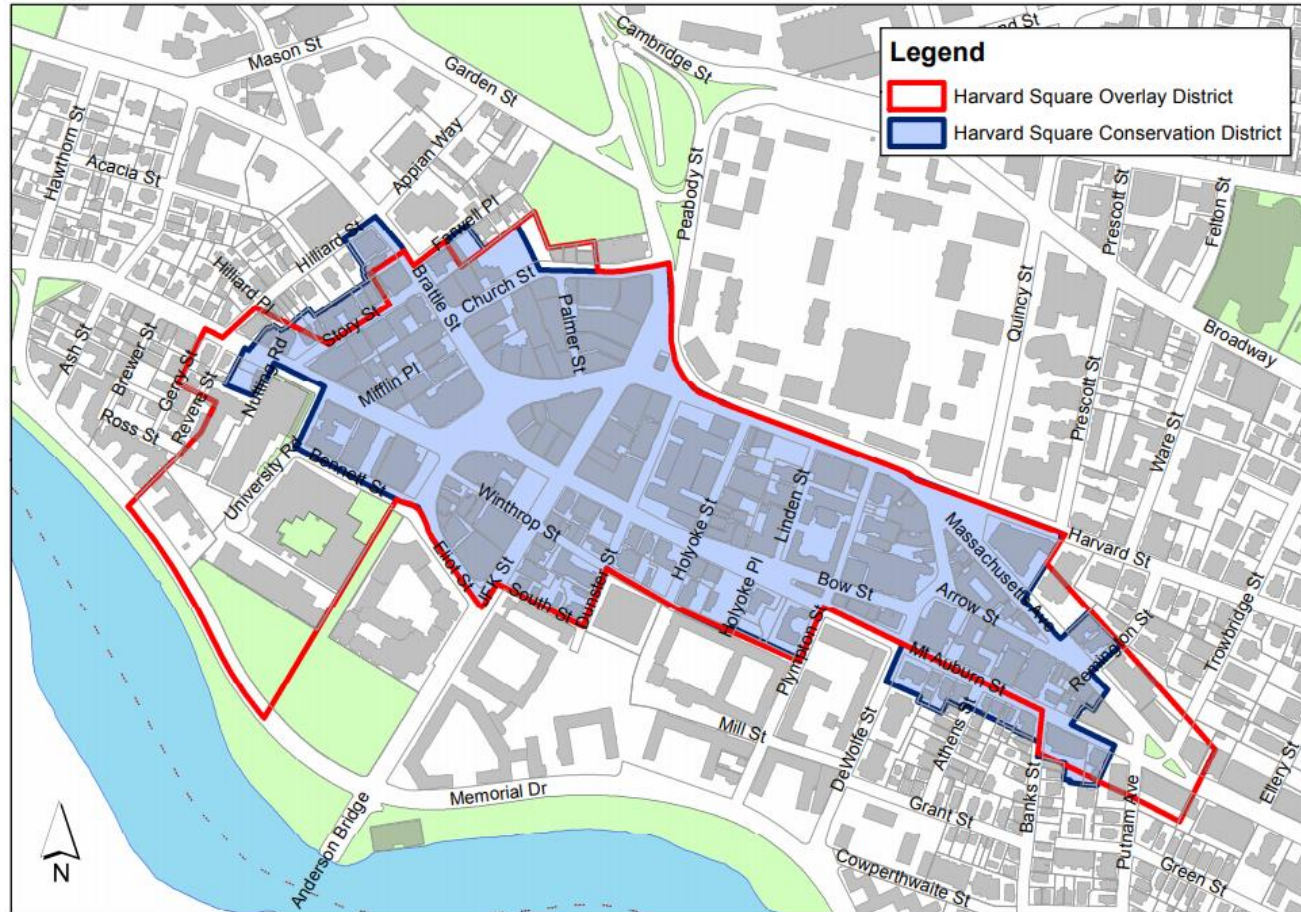 Legend
Harvard Square Overlay District
Harvard Square Conservation District
Mason St
Garden St
Cambridge St
Hawthorn St
Acacia St
Appian Way
Peabody St
Prescott St
Felton St
Farwell Pl
Hilliard St
Hilliard Pl
Brattle St
Church St
Palmer St
Quincy St
Broadway
Story St
Ash St
Brewer St
Gerry St
Revere St
Nutting Rd
Mifflin Pl
Prescott St
Ware St
Ross St
University Rd
Bennett St
Winthrop St
Holyoke St
Linden St
Massachusetts Ave
Harvard St
Eliot St
JFK St
South St
Dunster St
Holyoke Pl
Bow St
Arrow St
Plympton St
Mt Auburn St
Remington St
Trowbridge St
Mill St
DeWolfe St
Athens St
Banks St
Ellery St
Memorial Dr
Grant St
Putnam Ave
Anderson Bridge
Cowperthwaite St
Green St
N